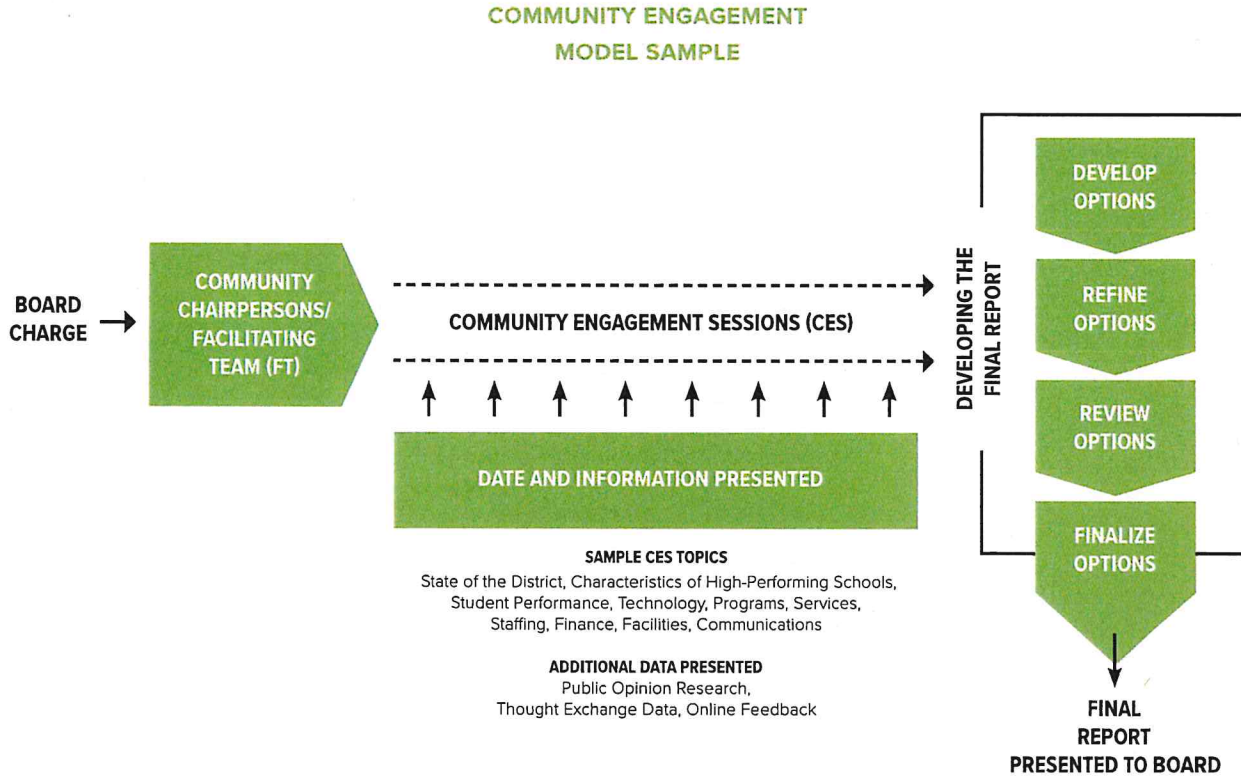 COMMUNITY ENGAGEMENT
MODEL SAMPLE
BOARD
CHARGE
COMMUNITY
CHAIRPERSONS/
FACILITATING
TEAM (FT)
COMMUNITY ENGAGEMENT SESSIONS (CES)
DATE AND INFORMATION PRESENTED
SAMPLE CES TOPICS
State of the District, Characteristics of High-Performing Schools,
Student Performance, Technology, Programs, Services,
Staffing, Finance, Facilities, Communications
ADDITIONAL DATA PRESENTED
Public Opinion Research,
Thought Exchange Data, Online Feedback
DEVELOPING THE
FINAL REPORT
DEVELOP
OPTIONS
REFINE
OPTIONS
REVIEW
OPTIONS
FINALIZE
OPTIONS
FINAL
REPORT
PRESENTED TO BOARD